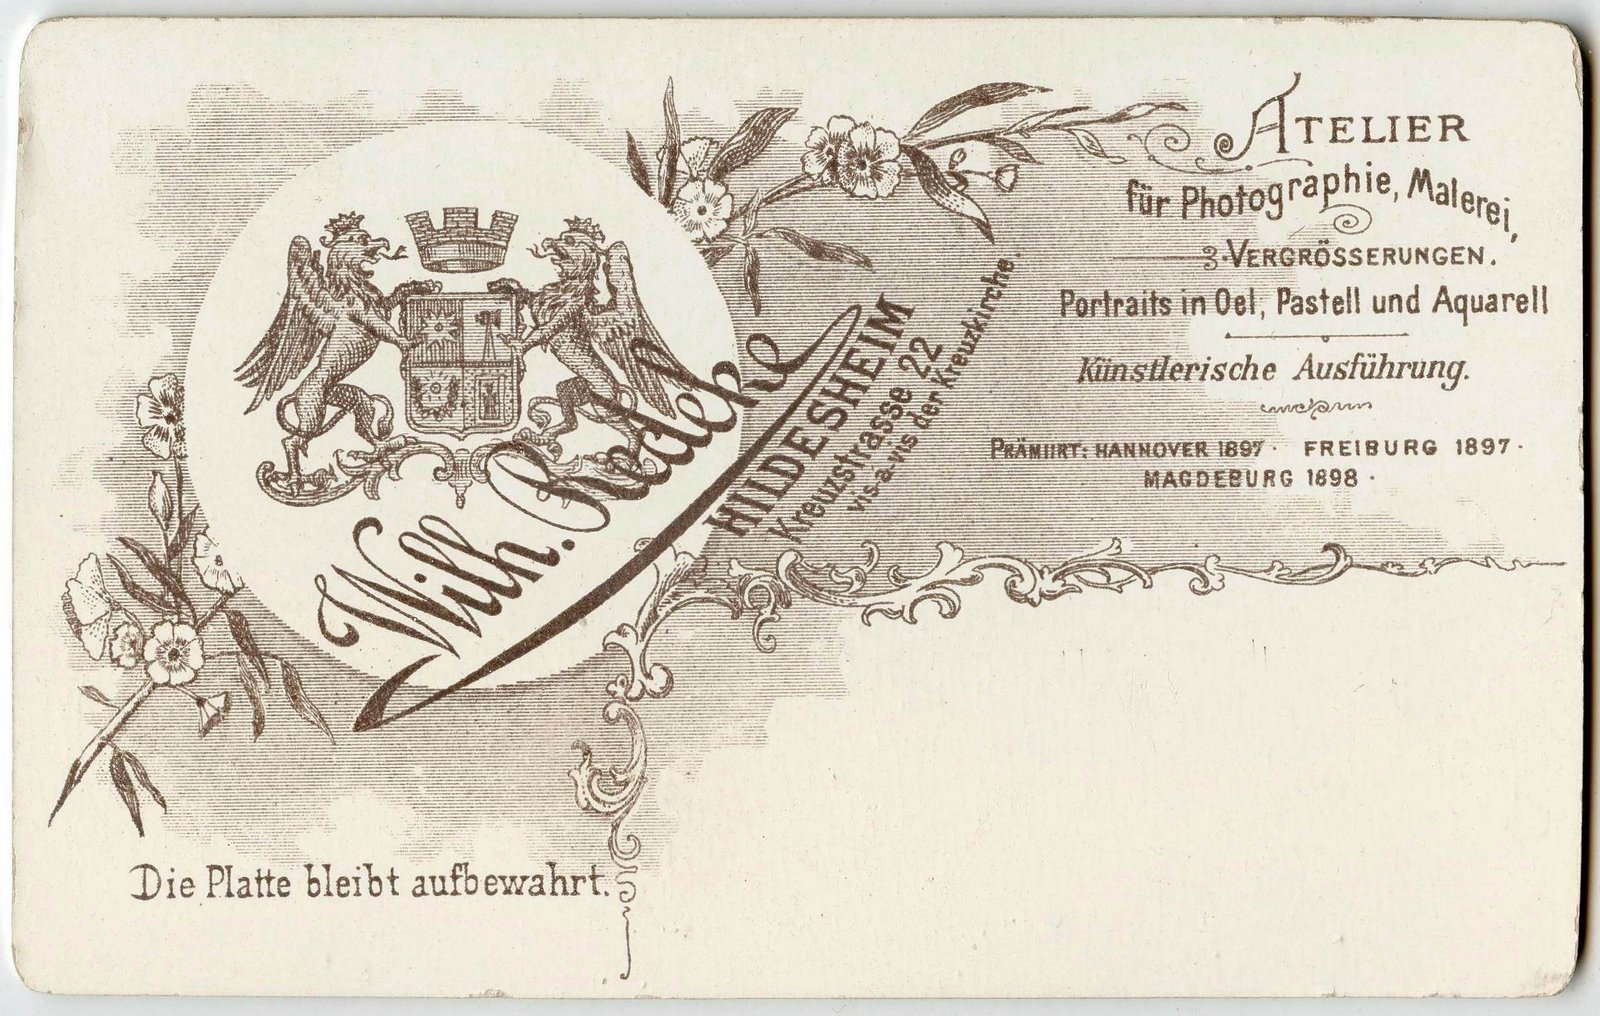 Wilh. Radeke
HILDESHEIM
Kreuzstrasse 22
vis-a-vis der Kreuzkirche.
ATELIER
für Photographie, Malerei,
VERGRÖSSERUNGEN.
Portraits in Oel, Pastell und Aquarell
Künstlerische Ausführung.
PRÄMIIRT: HANNOVER 1897 · FREIBURG 1897 ·
MAGDEBURG 1898 ·
Die Platte bleibt aufbewahrt.